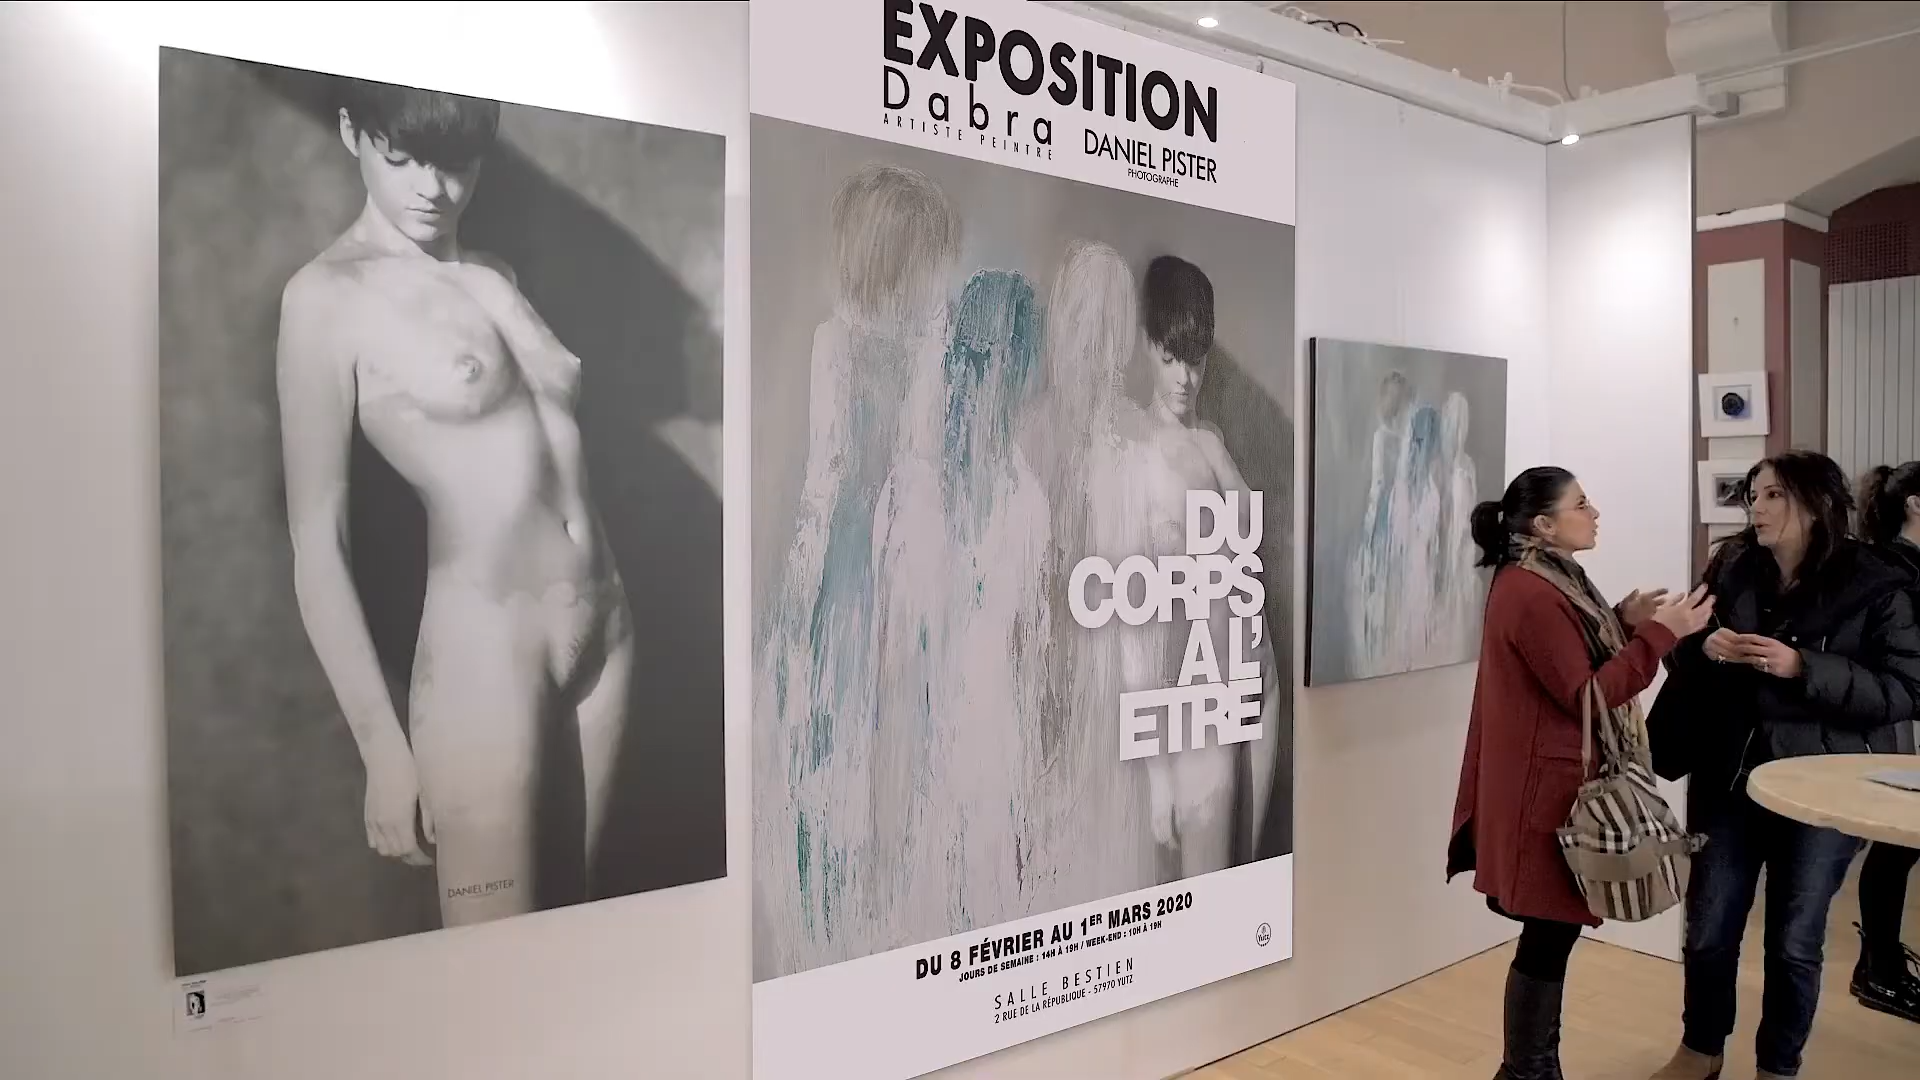 EXPOSITION
Dabra
ARTISTE PEINTRE
DANIEL PISTER
PHOTOGRAPHE
DU
CORPS
A L'
ETRE
DU 8 FÉVRIER AU 1ER MARS 2020
JOURS DE SEMAINE : 14H À 19H / WEEK-END : 10H À 19H
SALLE BESTIEN
2 RUE DE LA RÉPUBLIQUE - 57970 YUTZ
Yutz
DANIEL PISTER